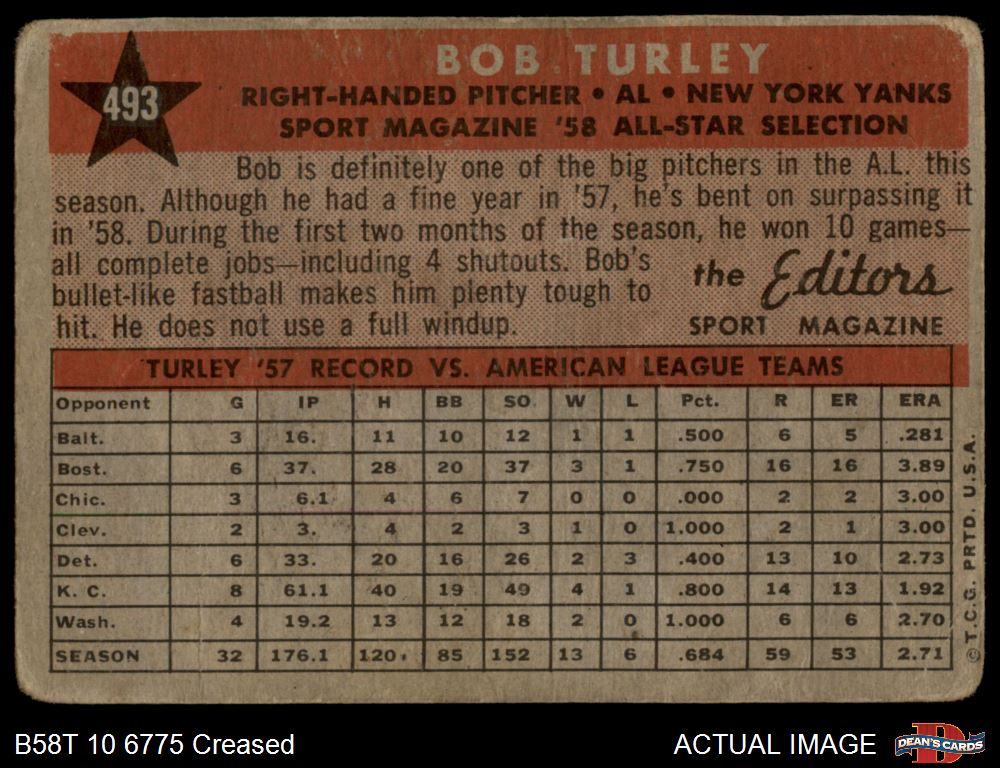 BOB TURLEY
493
RIGHT-HANDED PITCHER • AL • NEW YORK YANKS
SPORT MAGAZINE '58 ALL-STAR SELECTION
Bob is definitely one of the big pitchers in the A.L. this
season. Although he had a fine year in '57, he's bent on surpassing it
in '58. During the first two months of the season, he won 10 games—
all complete jobs—including 4 shutouts. Bob's
bullet-like fastball makes him plenty tough to
hit. He does not use a full windup.
the Editors
SPORT MAGAZINE
TURLEY '57 RECORD VS. AMERICAN LEAGUE TEAMS
Opponent G IP H BB SO W L Pct. R ER ERA
Balt. 3 16. 11 10 12 1 1 .500 6 5 .281
Bost. 6 37. 28 20 37 3 1 .750 16 16 3.89
Chic. 3 6.1 4 6 7 0 0 .000 2 2 3.00
Clev. 2 3. 4 2 3 1 0 1.000 2 1 3.00
Det. 6 33. 20 16 26 2 3 .400 13 10 2.73
K. C. 8 61.1 40 19 49 4 1 .800 14 13 1.92
Wash. 4 19.2 13 12 18 2 0 1.000 6 6 2.70
SEASON 32 176.1 120. 85 152 13 6 .684 59 53 2.71
© T.C.G. PRTD. U.S.A.
B58T 10 6775 Creased
ACTUAL IMAGE
D
DEAN'S CARDS